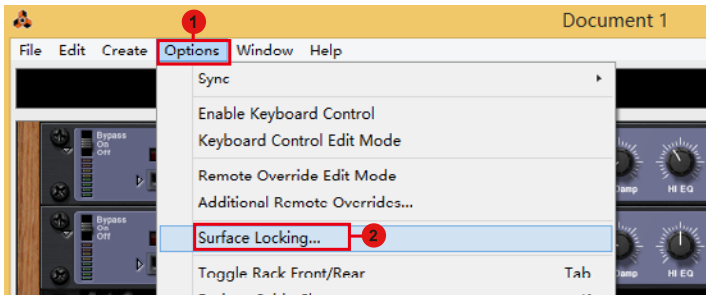 1
Document 1
File Edit Create Options Window Help
Sync
Enable Keyboard Control
Keyboard Control Edit Mode
Remote Override Edit Mode
Additional Remote Overrides...
Surface Locking...
2
Toggle Rack Front/Rear Tab
Bypass
On
Off
Damp HI EQ
Bypass
On
Off
Damp HI EQ